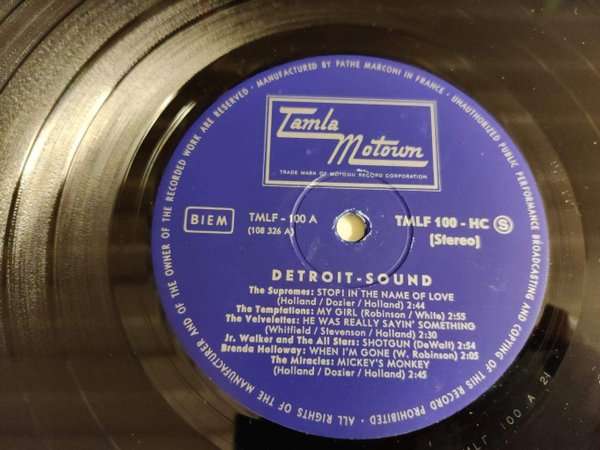 ALL RIGHTS OF THE MANUFACTURER AND OF THE OWNER OF THE RECORDED WORK ARE RESERVED - MANUFACTURED BY PATHE MARCONI IN FRANCE - UNAUTHORIZED PUBLIC PERFORMANCE BROADCASTING AND COPYING OF THIS RECORD PROHIBITED -
Tamla
Motown
TRADE MARK OF MOTOWN RECORD CORPORATION
BIEM
TMLF - 100 A
(108 326 A)
TMLF 100 - HC S
[Stereo]
DETROIT-SOUND
The Supremes: STOP! IN THE NAME OF LOVE
(Holland / Dozier / Holland) 2:44
The Temptations: MY GIRL (Robinson / White) 2:55
The Velvelettes: HE WAS REALLY SAYIN' SOMETHING
(Whitfield / Stevenson / Holland) 2:30
Jr. Walker and The All Stars: SHOTGUN (DeWalt) 2:54
Brenda Holloway: WHEN I'M GONE (W. Robinson) 2:05
The Miracles: MICKEY'S MONKEY
(Holland / Dozier / Holland) 2:45
MLF 100 A 21